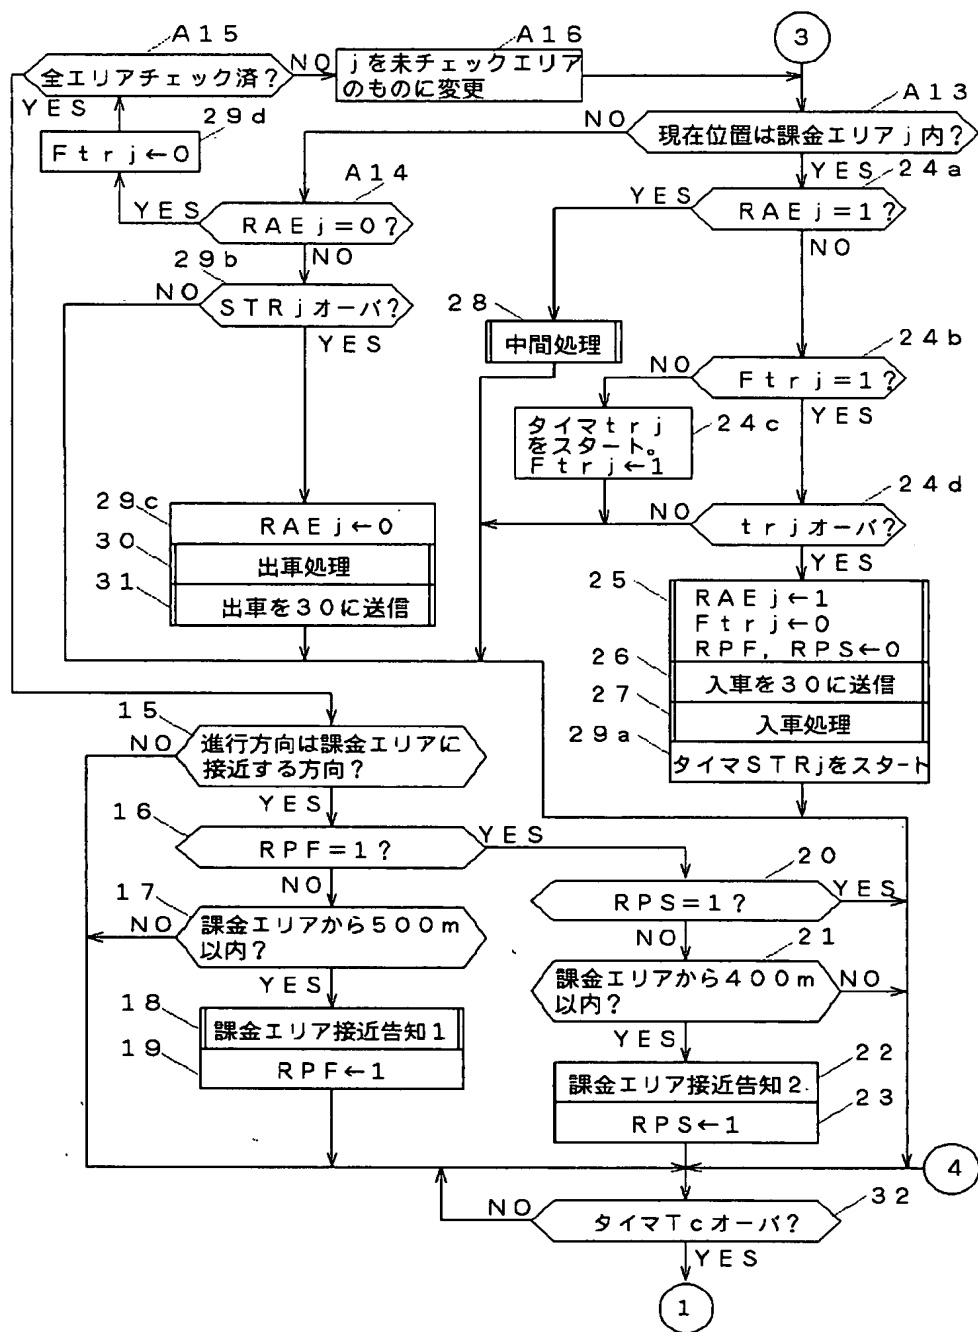 A15
全エリアチェック済?
NO
YES
A16
jを未チェックエリア
のものに変更
3
A13
現在位置は課金エリアj内?
NO
YES
29d
Ftrj←0
A14
RAEj=0?
YES
NO
24a
RAEj=1?
YES
NO
29b
STRjオーバ?
NO
YES
28
中間処理
24b
Ftrj=1?
NO
YES
タイマtrj
をスタート。
Ftrj←1
24c
24d
trjオーバ?
NO
YES
29c
RAEj←0
30
出車処理
31
出車を30に送信
25
RAEj←1
Ftrj←0
RPF,RPS←0
26
入車を30に送信
27
入車処理
29a
タイマSTRjをスタート
15
進行方向は課金エリアに
接近する方向?
NO
YES
16
RPF=1?
YES
NO
20
RPS=1?
YES
NO
17
課金エリアから500m
以内?
NO
YES
21
課金エリアから400m
以内?
NO
YES
18
課金エリア接近告知1
19
RPF←1
22
課金エリア接近告知2
23
RPS←1
4
32
タイマTcオーバ?
NO
YES
1